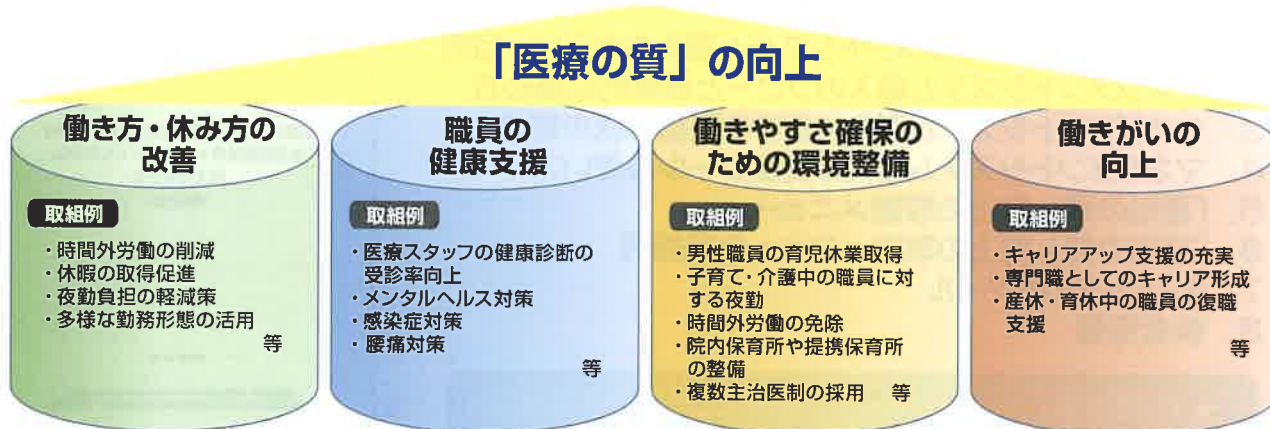 「医療の質」の向上
働き方・休み方の
改善
取組例
・時間外労働の削減
・休暇の取得促進
・夜勤負担の軽減策
・多様な勤務形態の活用
等
職員の
健康支援
取組例
・医療スタッフの健康診断の
受診率向上
・メンタルヘルス対策
・感染症対策
・腰痛対策
等
働きやすさ確保の
ための環境整備
取組例
・男性職員の育児休業取得
・子育て・介護中の職員に対
する夜勤
・時間外労働の免除
・院内保育所や提携保育所
の整備
・複数主治医制の採用　等
働きがいの
向上
取組例
・キャリアアップ支援の充実
・専門職としてのキャリア形成
・産休・育休中の職員の復職
支援
等